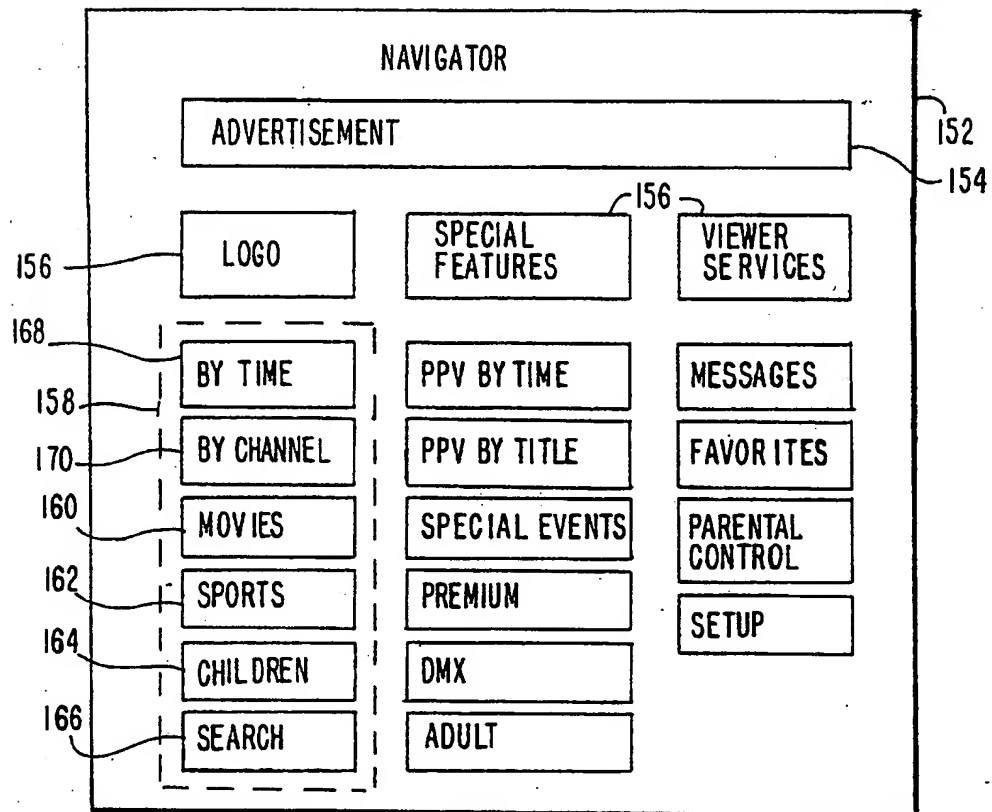 NAVIGATOR
ADVERTISEMENT
152
154
156
LOGO
SPECIAL
FEATURES
156
VIEWER
SERVICES
168
158
170
160
162
164
166
BY TIME
BY CHANNEL
MOVIES
SPORTS
CHILDREN
SEARCH
PPV BY TIME
PPV BY TITLE
SPECIAL EVENTS
PREMIUM
DMX
ADULT
MESSAGES
FAVORITES
PARENTAL
CONTROL
SETUP